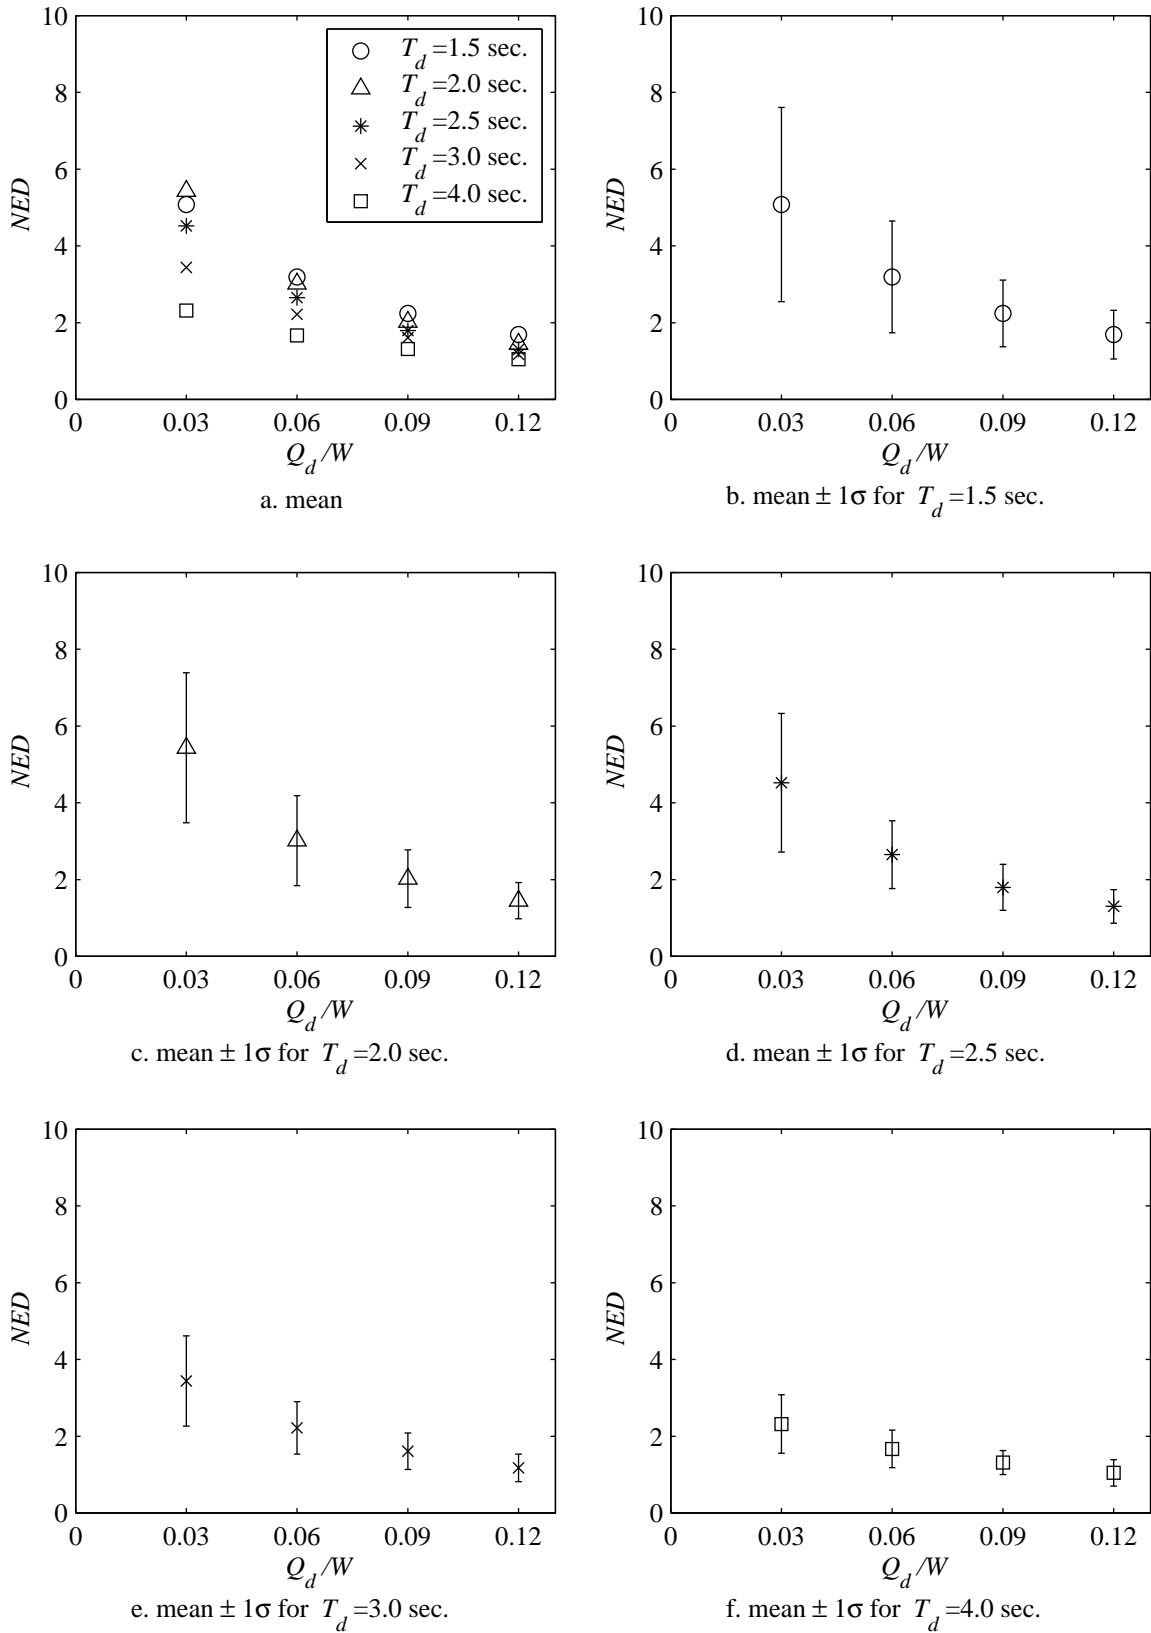 10
8
6
4
2
0
NED
T_d =1.5 sec.
T_d =2.0 sec.
T_d =2.5 sec.
T_d =3.0 sec.
T_d =4.0 sec.
0 0.03 0.06 0.09 0.12
Q_d /W
a. mean
10
8
6
4
2
0
NED
0 0.03 0.06 0.09 0.12
Q_d /W
b. mean ± 1σ for T_d =1.5 sec.
10
8
6
4
2
0
NED
0 0.03 0.06 0.09 0.12
Q_d /W
c. mean ± 1σ for T_d =2.0 sec.
10
8
6
4
2
0
NED
0 0.03 0.06 0.09 0.12
Q_d /W
d. mean ± 1σ for T_d =2.5 sec.
10
8
6
4
2
0
NED
0 0.03 0.06 0.09 0.12
Q_d /W
e. mean ± 1σ for T_d =3.0 sec.
10
8
6
4
2
0
NED
0 0.03 0.06 0.09 0.12
Q_d /W
f. mean ± 1σ for T_d =4.0 sec.